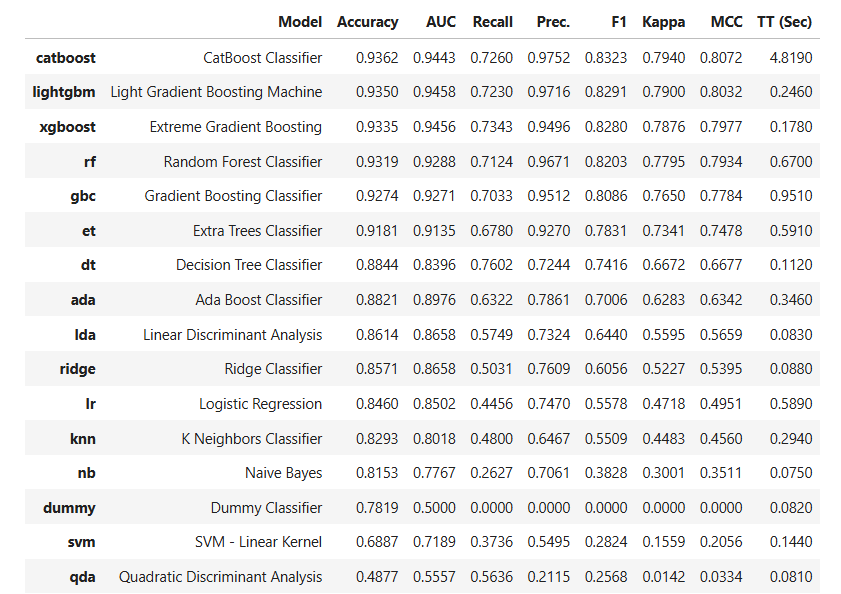 Model Accuracy AUC Recall Prec. F1 Kappa MCC TT (Sec)
catboost CatBoost Classifier 0.9362 0.9443 0.7260 0.9752 0.8323 0.7940 0.8072 4.8190
lightgbm Light Gradient Boosting Machine 0.9350 0.9458 0.7230 0.9716 0.8291 0.7900 0.8032 0.2460
xgboost Extreme Gradient Boosting 0.9335 0.9456 0.7343 0.9496 0.8280 0.7876 0.7977 0.1780
rf Random Forest Classifier 0.9319 0.9288 0.7124 0.9671 0.8203 0.7795 0.7934 0.6700
gbc Gradient Boosting Classifier 0.9274 0.9271 0.7033 0.9512 0.8086 0.7650 0.7784 0.9510
et Extra Trees Classifier 0.9181 0.9135 0.6780 0.9270 0.7831 0.7341 0.7478 0.5910
dt Decision Tree Classifier 0.8844 0.8396 0.7602 0.7244 0.7416 0.6672 0.6677 0.1120
ada Ada Boost Classifier 0.8821 0.8976 0.6322 0.7861 0.7006 0.6283 0.6342 0.3460
lda Linear Discriminant Analysis 0.8614 0.8658 0.5749 0.7324 0.6440 0.5595 0.5659 0.0830
ridge Ridge Classifier 0.8571 0.8658 0.5031 0.7609 0.6056 0.5227 0.5395 0.0880
lr Logistic Regression 0.8460 0.8502 0.4456 0.7470 0.5578 0.4718 0.4951 0.5890
knn K Neighbors Classifier 0.8293 0.8018 0.4800 0.6467 0.5509 0.4483 0.4560 0.2940
nb Naive Bayes 0.8153 0.7767 0.2627 0.7061 0.3828 0.3001 0.3511 0.0750
dummy Dummy Classifier 0.7819 0.5000 0.0000 0.0000 0.0000 0.0000 0.0000 0.0820
svm SVM - Linear Kernel 0.6887 0.7189 0.3736 0.5495 0.2824 0.1559 0.2056 0.1440
qda Quadratic Discriminant Analysis 0.4877 0.5557 0.5636 0.2115 0.2568 0.0142 0.0334 0.0810